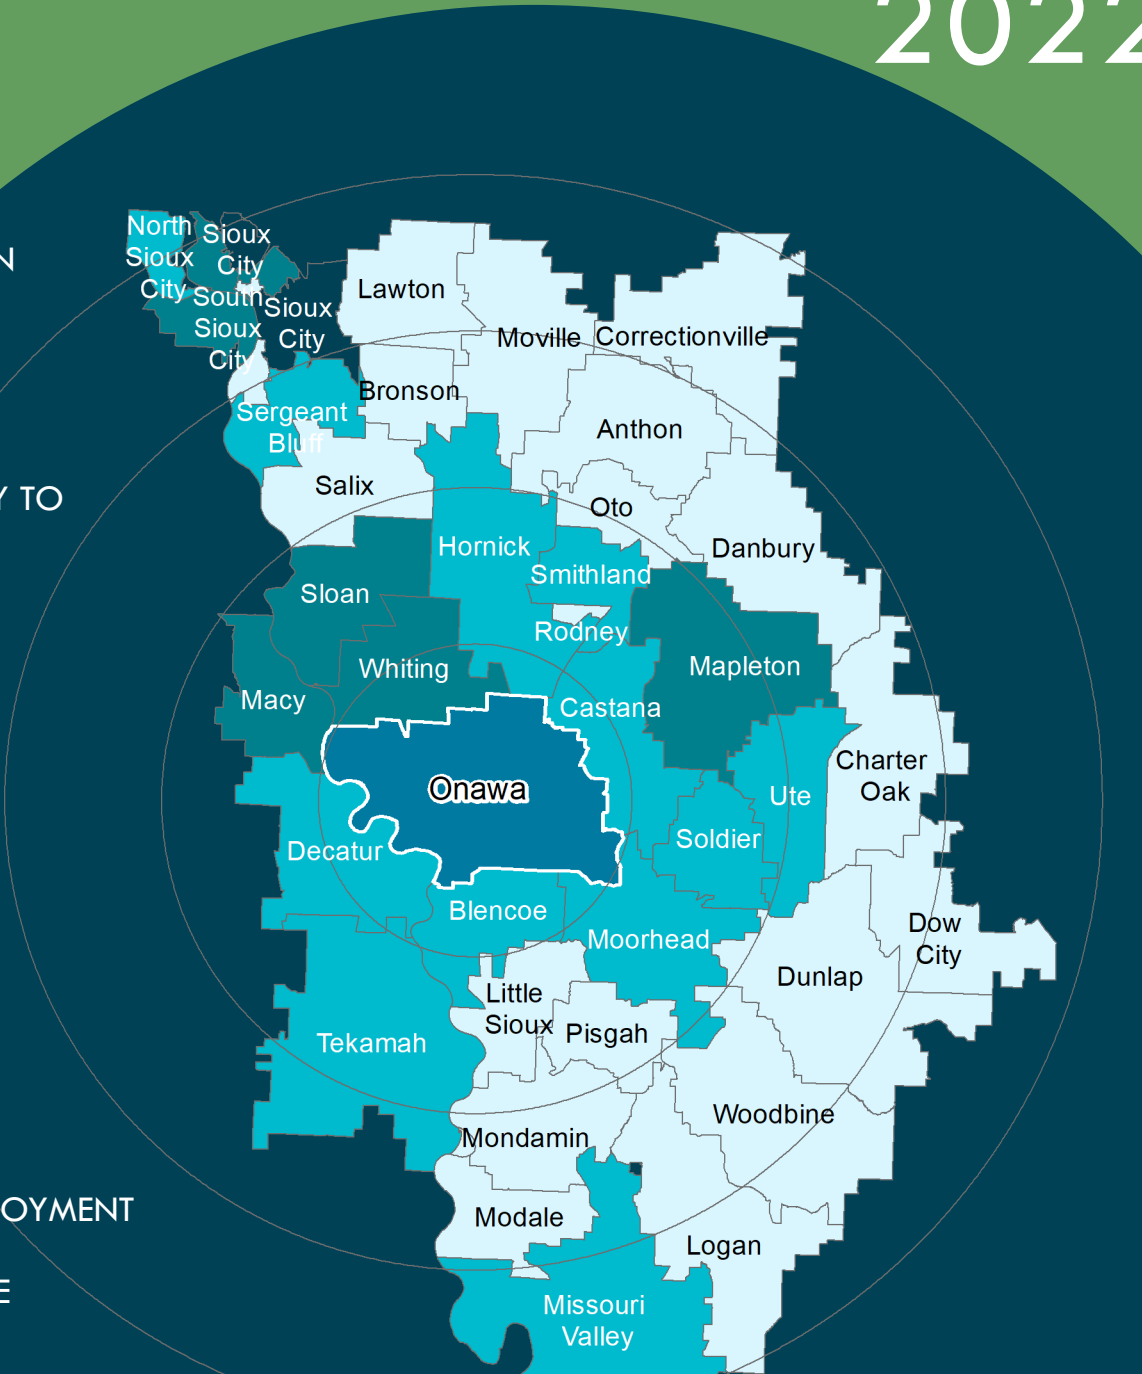 2022
N
North
Sioux
City
Sioux
City
South
Sioux
City
Sioux
City
Lawton
Moville
Correctionville
Bronson
Sergeant
Bluff
Anthon
Salix
Oto
Hornick
Danbury
Smithland
Sloan
Rodney
Whiting
Mapleton
Macy
Castana
Charter
Oak
Onawa
Ute
Soldier
Decatur
Blencoe
Dow
City
Moorhead
Dunlap
Little
Sioux
Pisgah
Tekamah
Woodbine
Mondamin
Modale
Logan
Missouri
Valley
Y TO
OYMENT
E